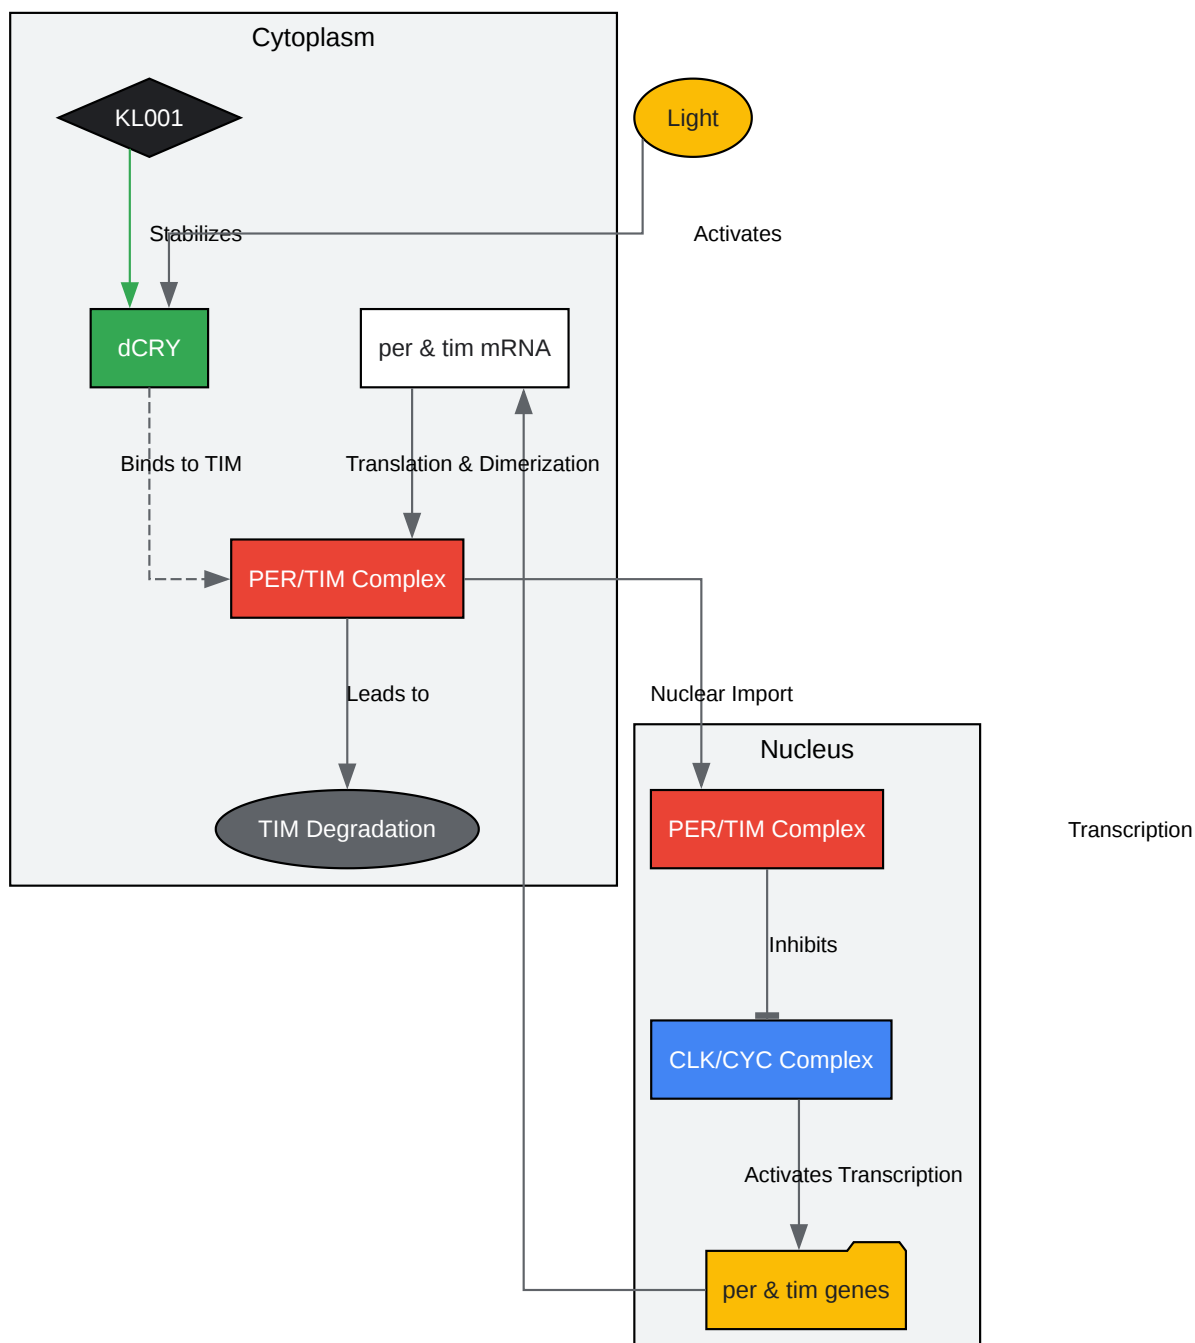 Cytoplasm
KL001
Light
Stabilizes
Activates
dCRY
per & tim mRNA
Binds to TIM
Translation & Dimerization
PER/TIM Complex
Leads to
Nuclear Import
Nucleus
TIM Degradation
PER/TIM Complex
Transcription
Inhibits
CLK/CYC Complex
Activates Transcription
per & tim genes